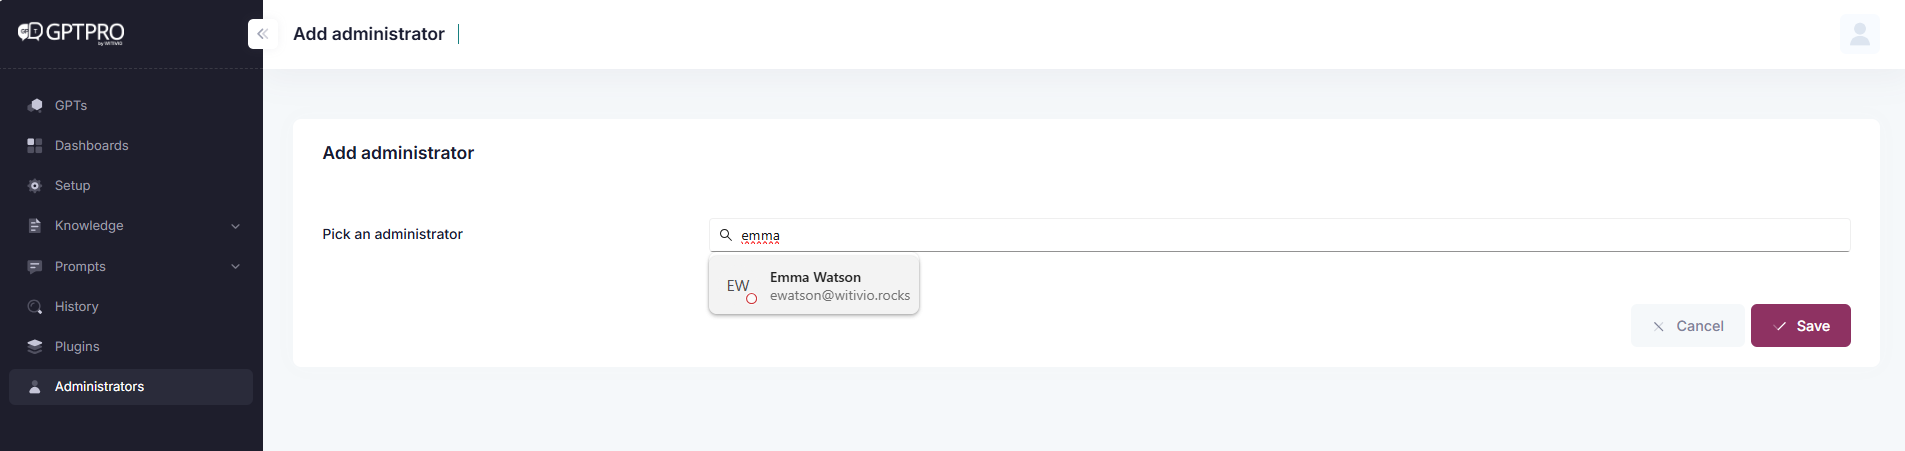 GPTPRO
by WITIVIO
Add administrator
GPTs
Dashboards
Setup
Knowledge
Prompts
History
Plugins
Administrators
Add administrator
Pick an administrator
emma
EW
Emma Watson
ewatson@witivio.rocks
Cancel
Save